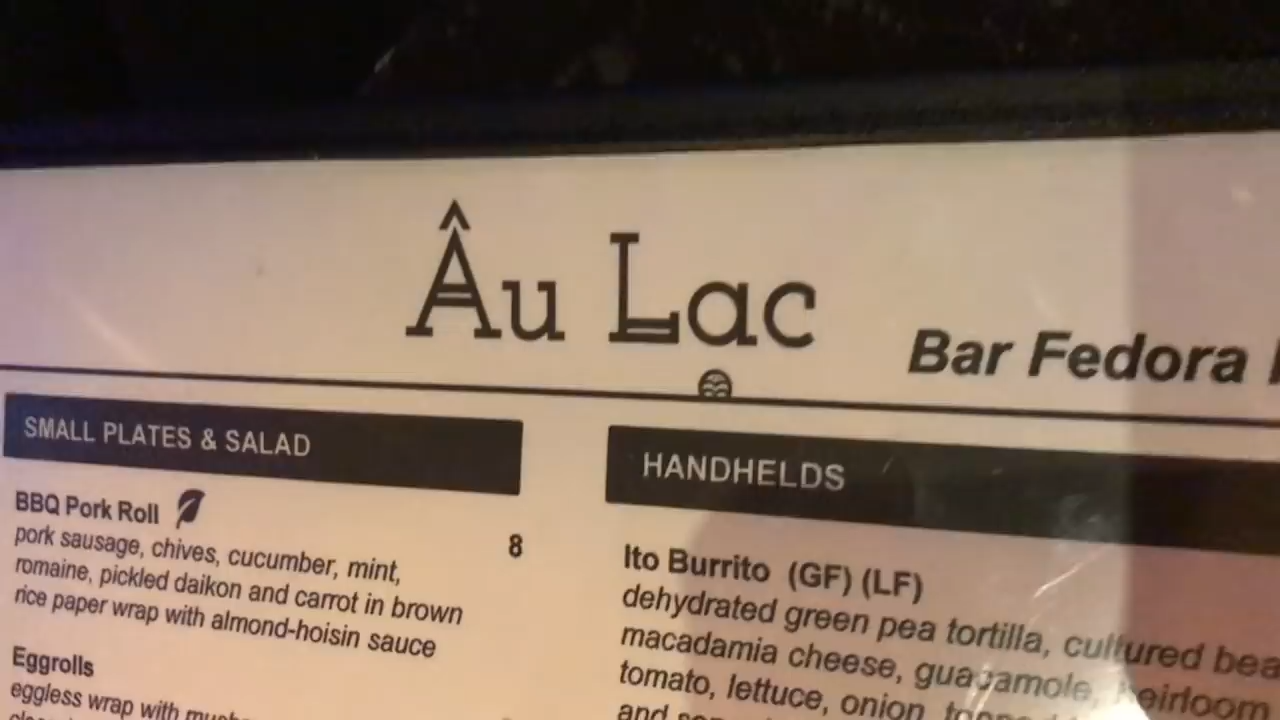 Âu Lac
Bar Fedora
SMALL PLATES & SALAD
BBQ Pork Roll
8
pork sausage, chives, cucumber, mint,
romaine, pickled daikon and carrot in brown
rice paper wrap with almond-hoisin sauce
Eggrolls
eggless wrap with
HANDHELDS
Ito Burrito (GF) (LF)
dehydrated green pea tortilla, cultured
macadamia cheese, guacamole, heirloom
tomato, lettuce, onion,
and